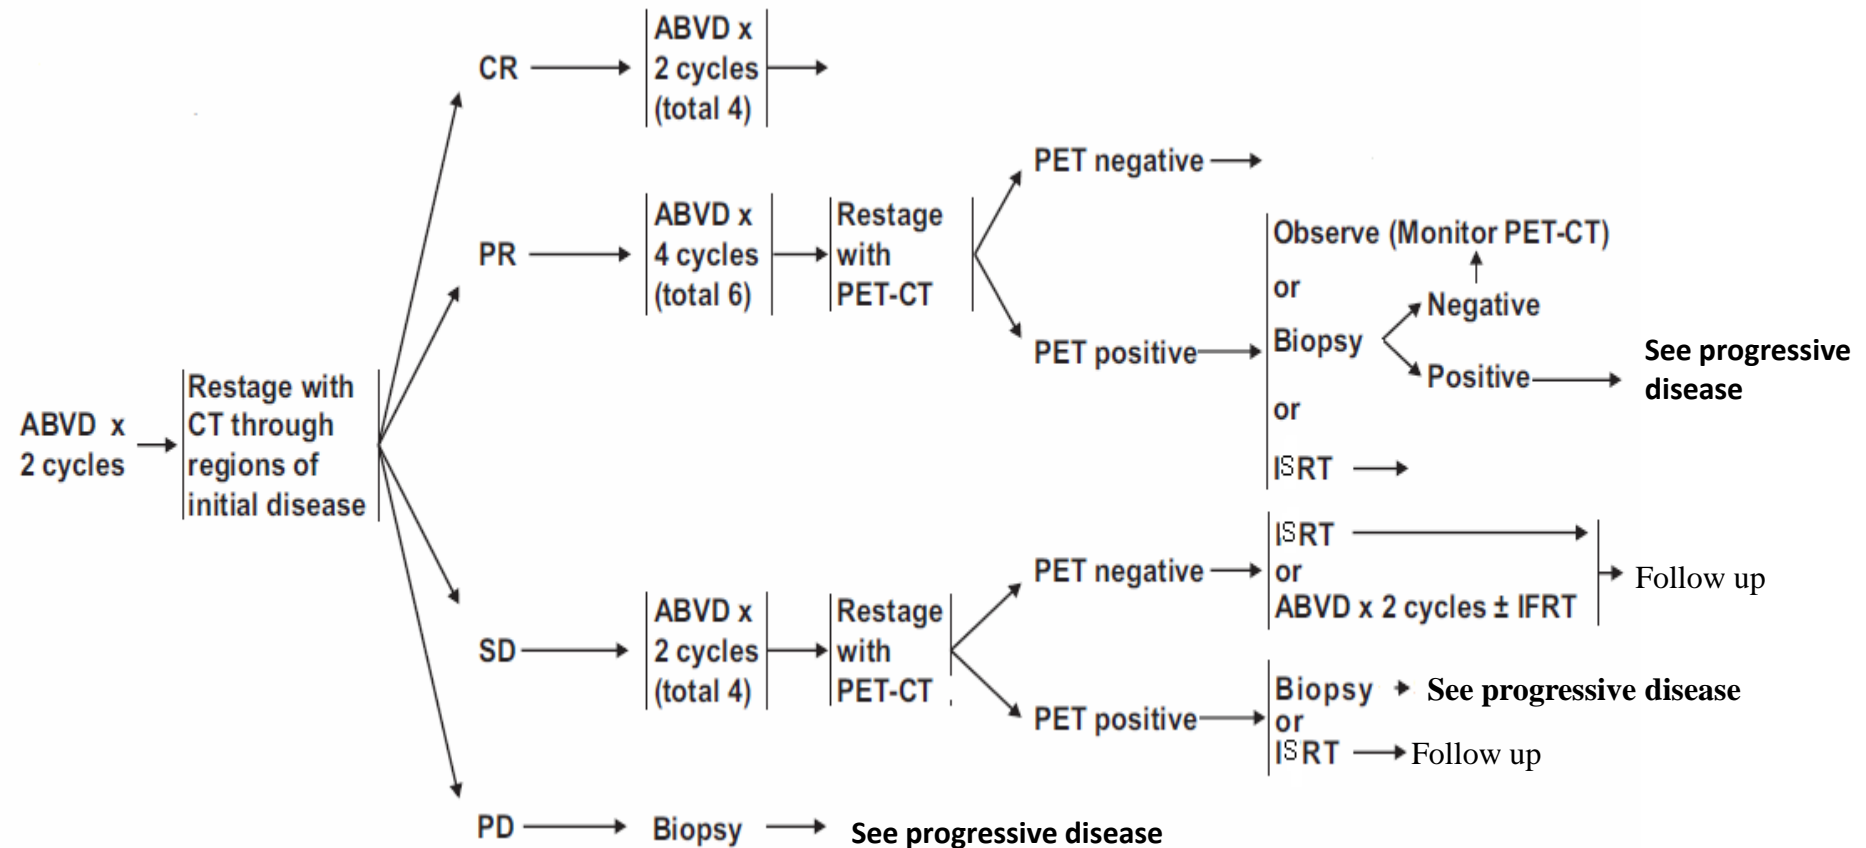 ABVD x
2 cycles
Restage with
CT through
regions of
initial disease
CR
ABVD x
2 cycles
(total 4)
PR
ABVD x
4 cycles
(total 6)
Restage
with
PET-CT
PET negative
PET positive
Observe (Monitor PET-CT)
or
Biopsy
Negative
Positive
See progressive
disease
or
ISRT
SD
ABVD x
2 cycles
(total 4)
Restage
with
PET-CT
PET negative
ISRT
or
ABVD x 2 cycles ± IFRT
Follow up
PET positive
Biopsy
See progressive disease
or
ISRT
Follow up
PD
Biopsy
See progressive disease